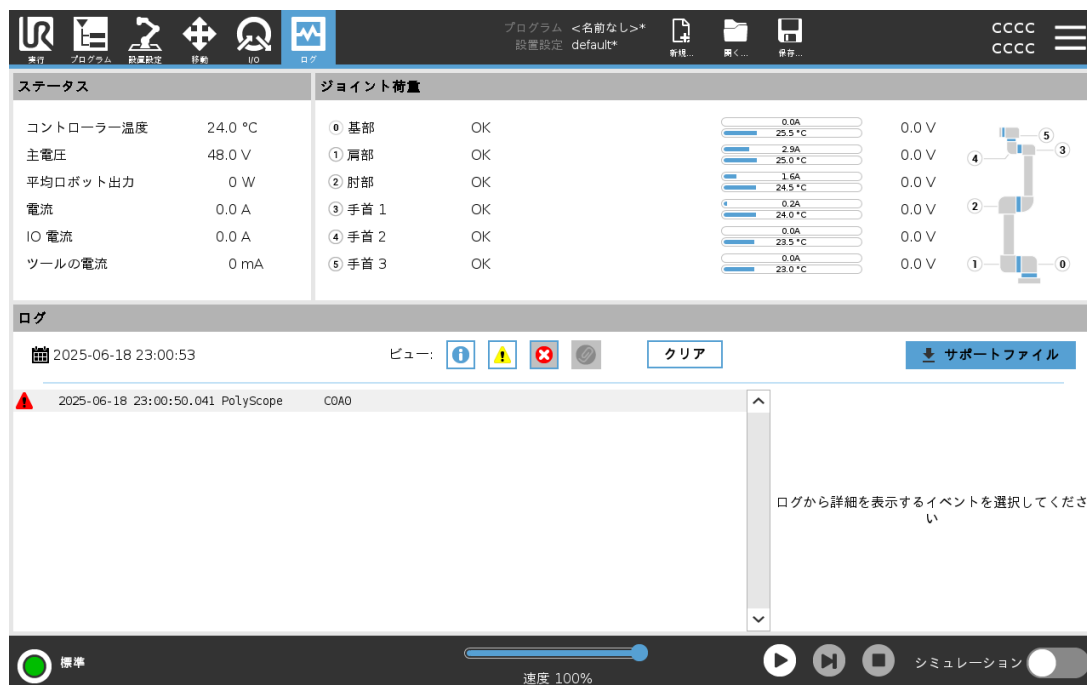 UR
実行
プログラム
設置設定
移動
I/O
ログ
プログラム <名前なし>*
設置設定 default*
新規...
開く...
保存...
CCCC
CCCC
ステータス
コントローラー温度 24.0 °C
主電圧 48.0 V
平均ロボット出力 0 W
電流 0.0 A
IO 電流 0.0 A
ツールの電流 0 mA
ジョイント荷重
0 基部 OK 0.0A 25.5 °C 0.0 V
1 肩部 OK 2.9A 25.0 °C 0.0 V
2 肘部 OK 1.6A 24.5 °C 0.0 V
3 手首 1 OK 0.2A 24.0 °C 0.0 V
4 手首 2 OK 0.0A 23.5 °C 0.0 V
5 手首 3 OK 0.0A 23.0 °C 0.0 V
5
4 3
2
1 0
ログ
2025-06-18 23:00:53
ビュー:
クリア
サポートファイル
2025-06-18 23:00:50.041 PolyScope C0A0
ログから詳細を表示するイベントを選択してくださ
い
標準
速度 100%
シミュレーション